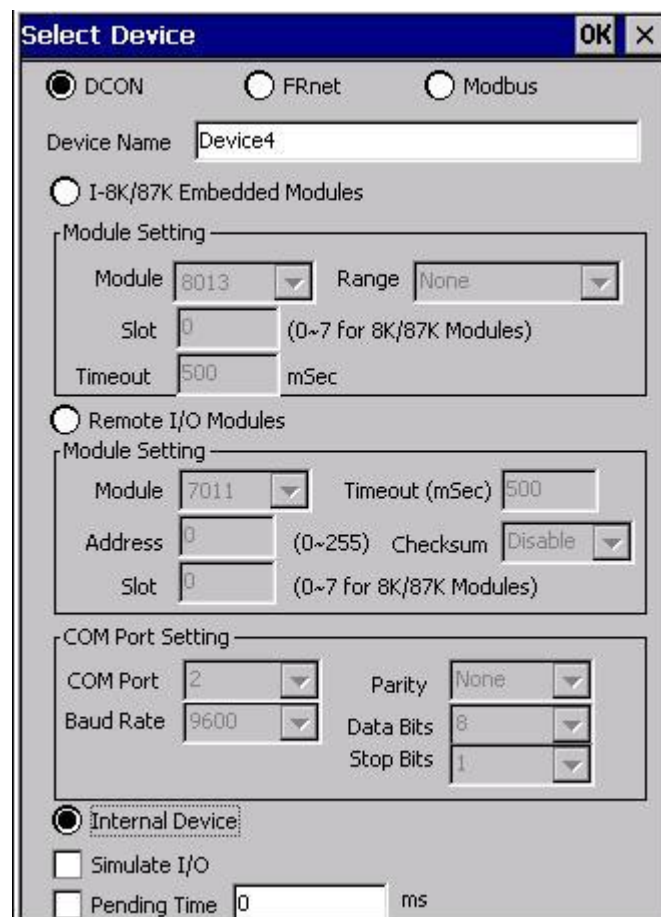 Select Device OK ×
DCON FRnet Modbus
Device Name Device4
I-8K/87K Embedded Modules
Module Setting
Module 8013 Range None
Slot 0 (0~7 for 8K/87K Modules)
Timeout 500 mSec
Remote I/O Modules
Module Setting
Module 7011 Timeout (mSec) 500
Address 0 (0~255) Checksum Disable
Slot 0 (0~7 for 8K/87K Modules)
COM Port Setting
COM Port 2 Parity None
Baud Rate 9600 Data Bits 8
Stop Bits 1
Internal Device
Simulate I/O
Pending Time 0 ms